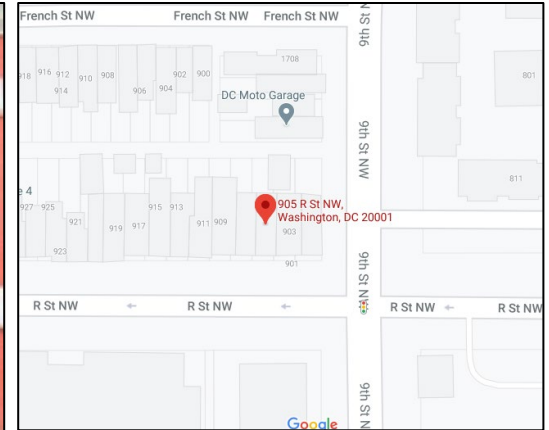 French St NW
French St NW
French St NW
9th St N
918
916
912
914
910
908
906
904
902
900
1708
DC Moto Garage
801
9th St NW
811
e 4
927
925
923
921
919
917
915
913
911
909
905 R St NW,
Washington, DC 20001
903
901
9th St NW
R St NW
R St NW
R St NW
R St NW
9th St N
Google